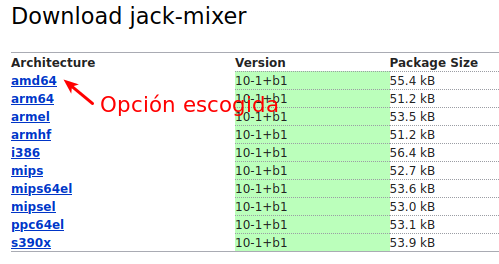 Download jack-mixer
Architecture Version Package Size
amd64 10-1+b1 55.4 kB
Opción escogida
arm64 10-1+b1 51.2 kB
armel 10-1+b1 53.5 kB
armhf 10-1+b1 51.2 kB
i386 10-1+b1 56.4 kB
mips 10-1+b1 52.7 kB
mips64el 10-1+b1 53.6 kB
mipsel 10-1+b1 53.0 kB
ppc64el 10-1+b1 53.1 kB
s390x 10-1+b1 53.9 kB